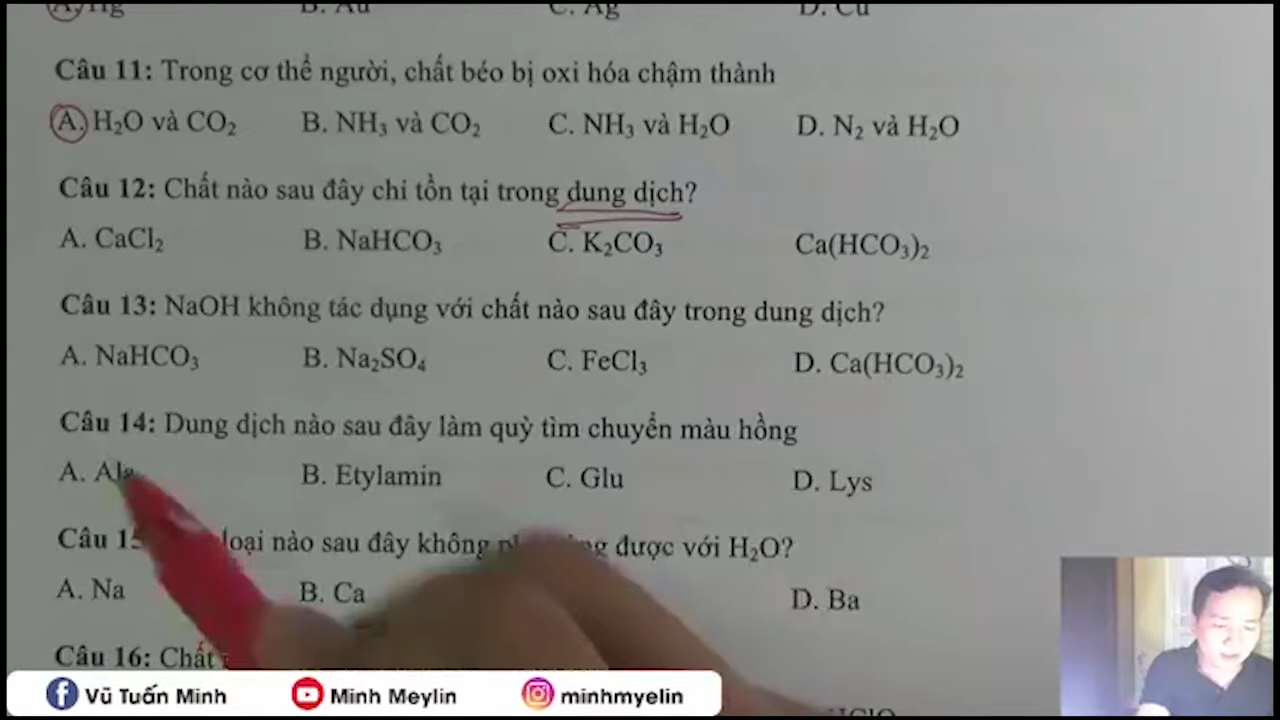 B. Au C. Ag D. Cu
Câu 11: Trong cơ thể người, chất béo bị oxi hóa chậm thành
A. H₂O và CO₂ B. NH₃ và CO₂ C. NH₃ và H₂O D. N₂ và H₂O
Câu 12: Chất nào sau đây chỉ tồn tại trong dung dịch?
A. CaCl₂ B. NaHCO₃ C. K₂CO₃ Ca(HCO₃)₂
Câu 13: NaOH không tác dụng với chất nào sau đây trong dung dịch?
A. NaHCO₃ B. Na₂SO₄ C. FeCl₃ D. Ca(HCO₃)₂
Câu 14: Dung dịch nào sau đây làm quỳ tìm chuyển màu hồng
A. Ala B. Etylamin C. Glu D. Lys
Câu loại nào sau đây không được với H₂O?
A. Na B. Ca D. Ba
Câu 16: Chất
Vũ Tuấn Minh Minh Meylin minhmyelin